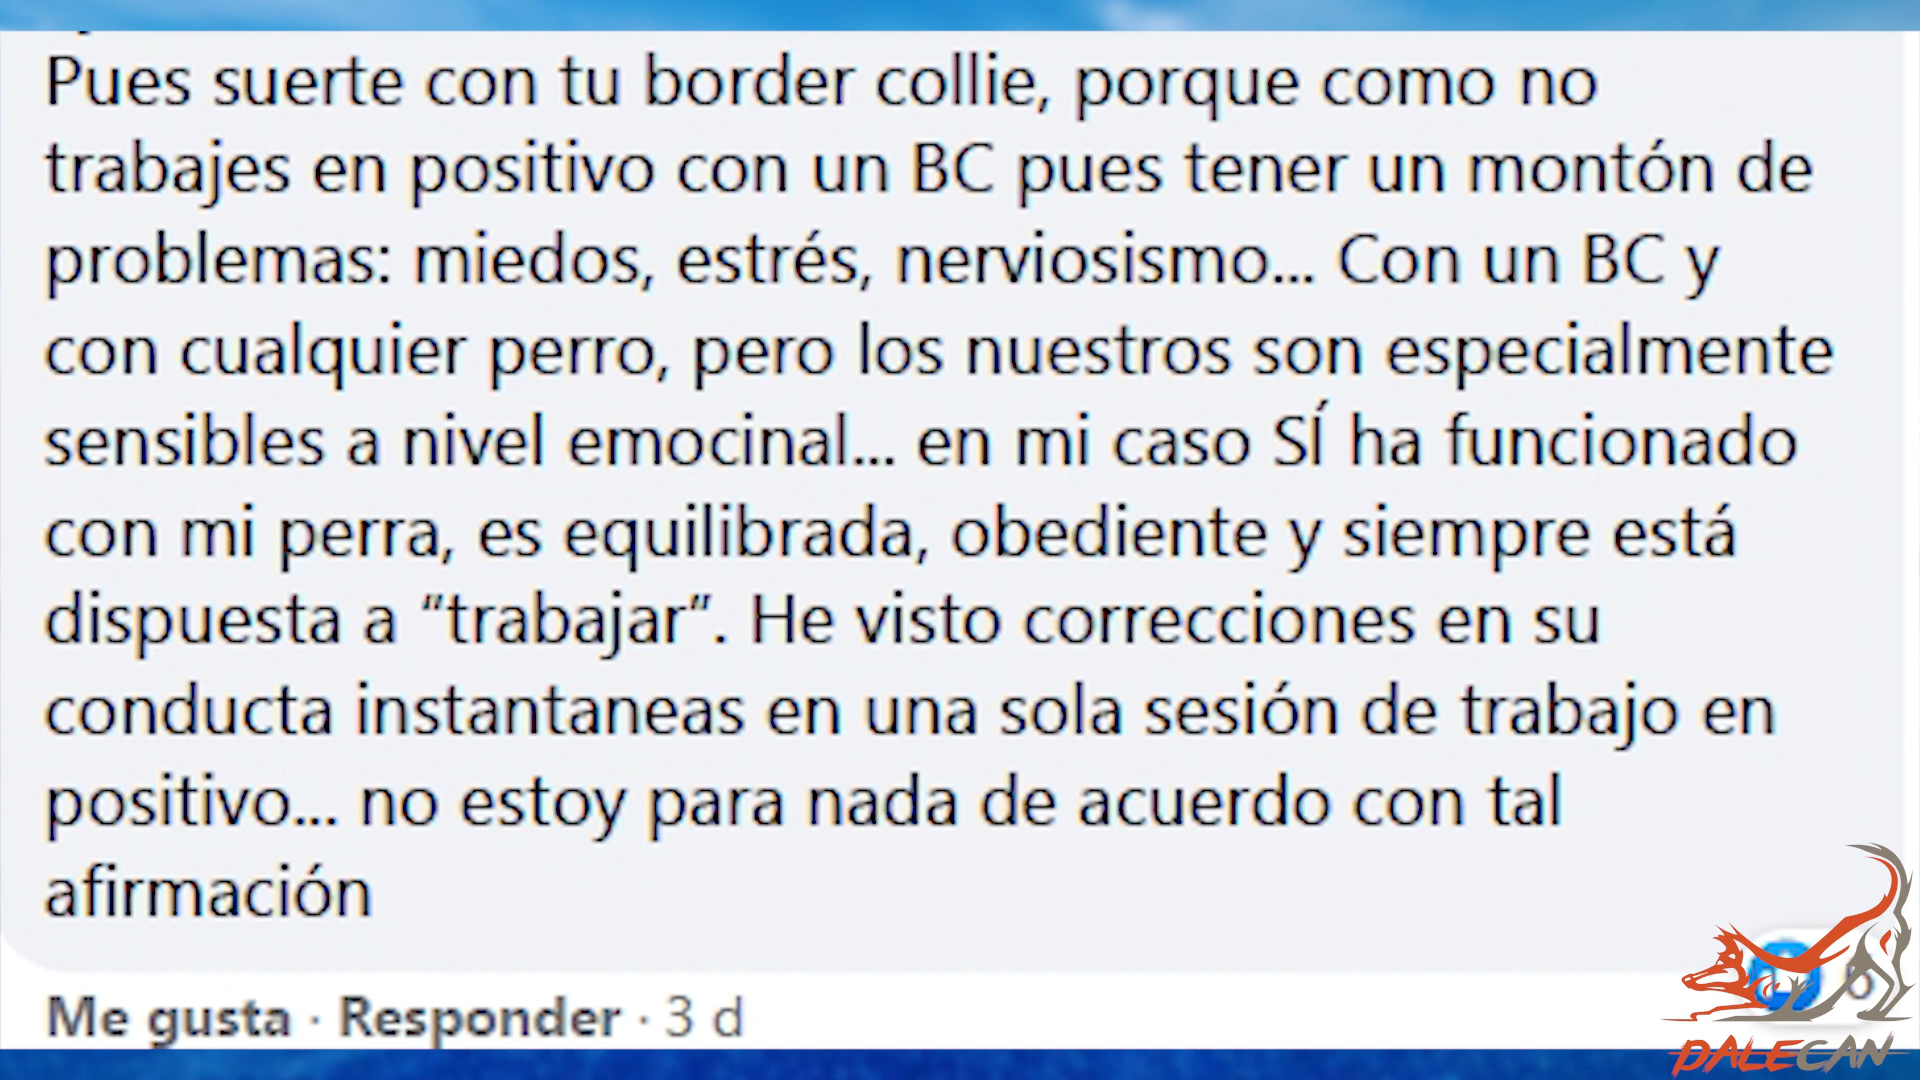 Pues suerte con tu border collie, porque como no
trabajes en positivo con un BC pues tener un montón de
problemas: miedos, estrés, nerviosismo... Con un BC y
con cualquier perro, pero los nuestros son especialmente
sensibles a nivel emocinal... en mi caso SÍ ha funcionado
con mi perra, es equilibrada, obediente y siempre está
dispuesta a “trabajar”. He visto correcciones en su
conducta instantaneas en una sola sesión de trabajo en
positivo... no estoy para nada de acuerdo con tal
afirmación
Me gusta · Responder · 3 d
DALECAN